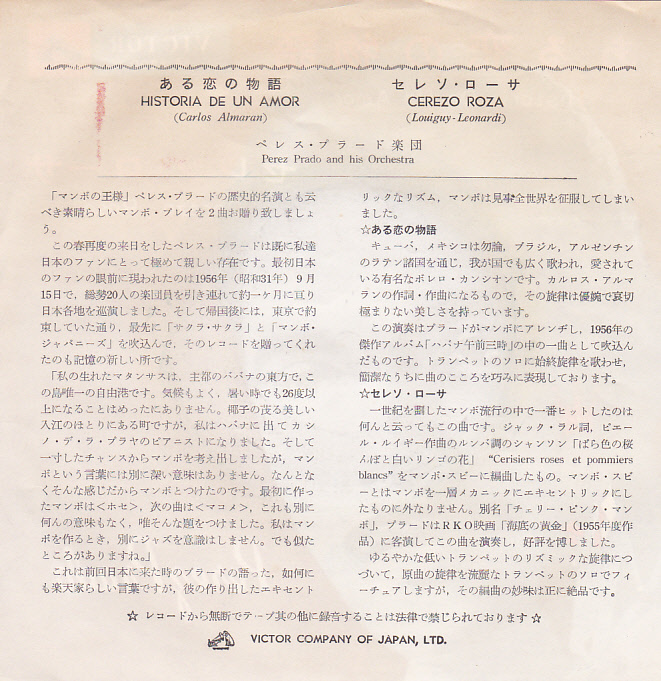 ある恋の物語
HISTORIA DE UN AMOR
(Carlos Almaran)
セレソ・ローサ
CEREZO ROZA
(Louiguy-Leonardi)
ペレス・プラード楽団
Perez Prado and his Orchestra
「マンボの王様」ペレス・プラードの歴史的名演とも云
べき素晴らしいマンボ・プレイを2曲お贈り致しましょ
う。
この春再度の来日をしたペレス・プラードは既に私達
日本のファンにとって極めて親しい存在です。最初日本
のファンの眼前に現われたのは1956年(昭和31年)9月
15日で、総勢20人の楽団員を引き連れて約一ヶ月に亘り
日本各地を巡演しました。そして帰国後には、東京で約
束していた通り、最先に「サクラ・サクラ」と「マンボ・
ジャパニーズ」を吹込んで、そのレコードを贈ってくれ
たのも記憶の新しい所です。
「私の生れたマタンサスは、主都のババナの東方で、こ
の島唯一の自由港です。気候もよく、暑い時でも26度以
上になることはめったにありません。椰子の茂る美しい
入江のほとりにある町ですが、私はハバナに出てカシ
ノ・デ・ラ・プラヤのピアニストになりました。そして
一寸したチャンスからマンボを考え出しましたが、マン
ボという言葉には別に深い意味はありません。なんとな
くそんな感じだからマンボとつけたのです。最初に作っ
たマンボは＜ホセ＞、次の曲は＜マコメ＞、これも別に
何んの意味もなく、唯そんな題をつけました。私はマン
ボを作るとき、別にジャズを意識はしません。でも似た
ところがありますね。」
これは前回日本に来た時のプラードの語った、如何に
も楽天家らしい言葉ですが、彼の作り出したエキセント
リックなリズム、マンボは見事全世界を征服してしまい
ました。
☆ある恋の物語
キューバ、メキシコは勿論、ブラジル、アルゼンチン
のラテン諸国を通じ、我が国でも広く歌われ、愛されて
いる有名なボレロ・カンシオンです。カルロス・アルマ
ランの作詞・作曲になるもので、その旋律は優婉で哀切
極まりない美しさを持っています。
この演奏はプラードがマンボにアレンヂし、1956年の
傑作アルバム「ハバナ午前三時」の中の一曲として吹込ん
だものです。トランペットのソロに始終旋律を歌わせ、
簡潔なうちに曲のこころを巧みに表現しております。
☆セレソ・ローサ
一世紀を劃したマンボ流行の中で一番ヒットしたのは
何んと云ってもこの曲です。ジャック・ラル詞、ピエー
ル・ルイギー作曲のルンバ調のシャンソン「ばら色の桜
んぼと白いリンゴの花」 "Cerisiers roses et pommiers
blancs"をマンボ・スピーに編曲したもの。マンボ・スピ
ーとはマンボを一層メカニックにエキセントリックにし
たものに外なりません。別名「チェリー・ピンク・マン
ボ」、プラードはRKO映画「海底の黄金」(1955年度作
品)に客演してこの曲を演奏し、好評を博しました。
ゆるやかな低いトランペットのリズミックな旋律につ
づいて、原曲の旋律を流麗なトランペットのソロでフィ
ーチュアしますが、その編曲の妙味は正に絶品です。
☆ レコードから無断でテープ其の他に録音することは法律で禁じられております ☆
VICTOR COMPANY OF JAPAN, LTD.